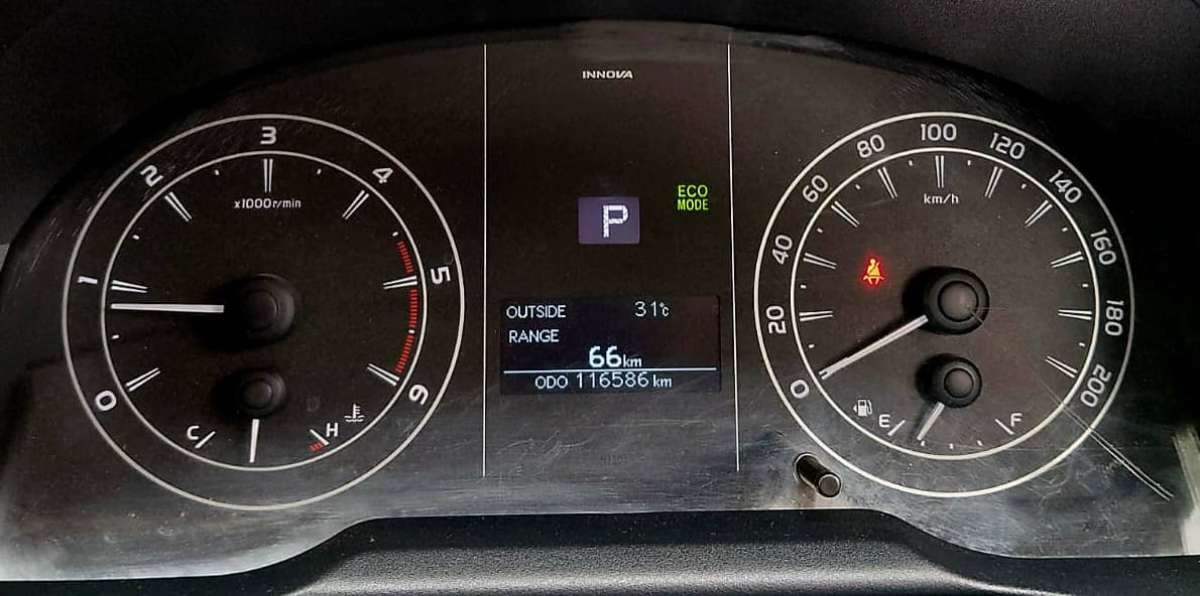 INNOVA
0 1 2 3 4 5 6
x1000r/min
C H
P
ECO
MODE
OUTSIDE 31℃
RANGE
66km
ODO 116586 km
0 20 40 60 80 100 120 140 160 180 200
km/h
E F